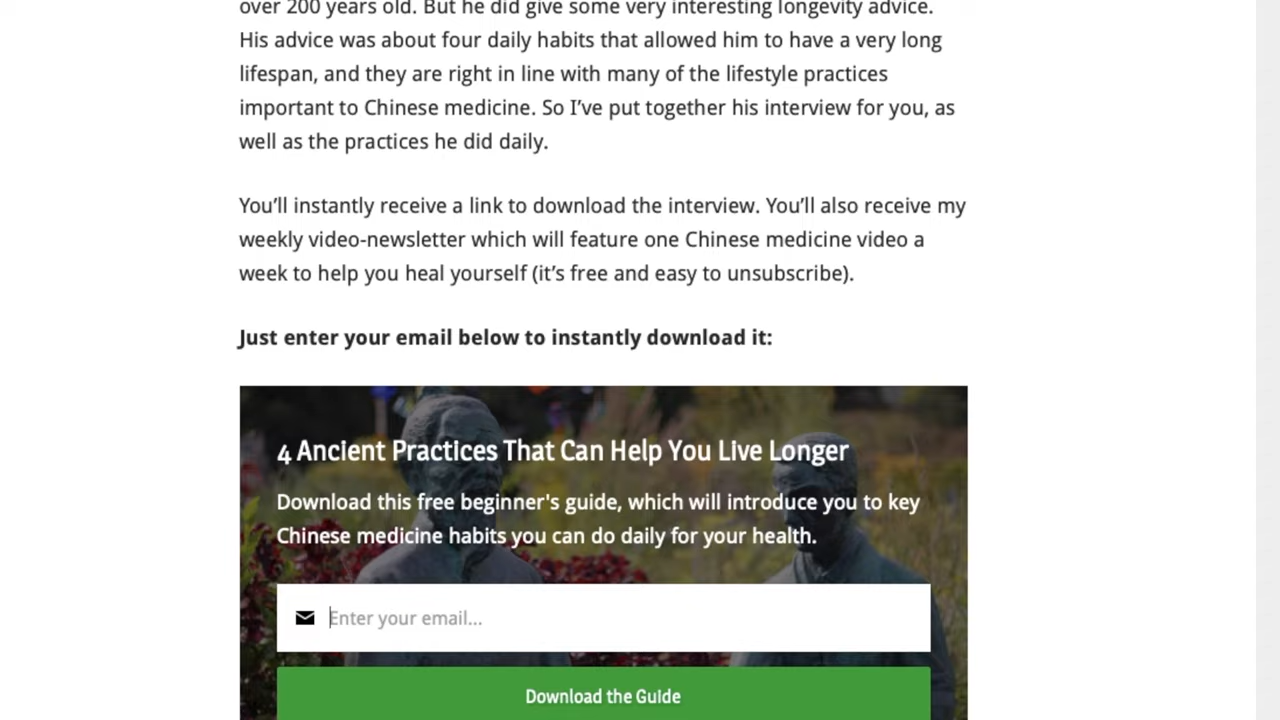 over 200 years old. But he did give some very interesting longevity advice.
His advice was about four daily habits that allowed him to have a very long
lifespan, and they are right in line with many of the lifestyle practices
important to Chinese medicine. So I’ve put together his interview for you, as
well as the practices he did daily.
You’ll instantly receive a link to download the interview. You’ll also receive my
weekly video-newsletter which will feature one Chinese medicine video a
week to help you heal yourself (it’s free and easy to unsubscribe).
Just enter your email below to instantly download it:
4 Ancient Practices That Can Help You Live Longer
Download this free beginner's guide, which will introduce you to key
Chinese medicine habits you can do daily for your health.
Enter your email...
Download the Guide